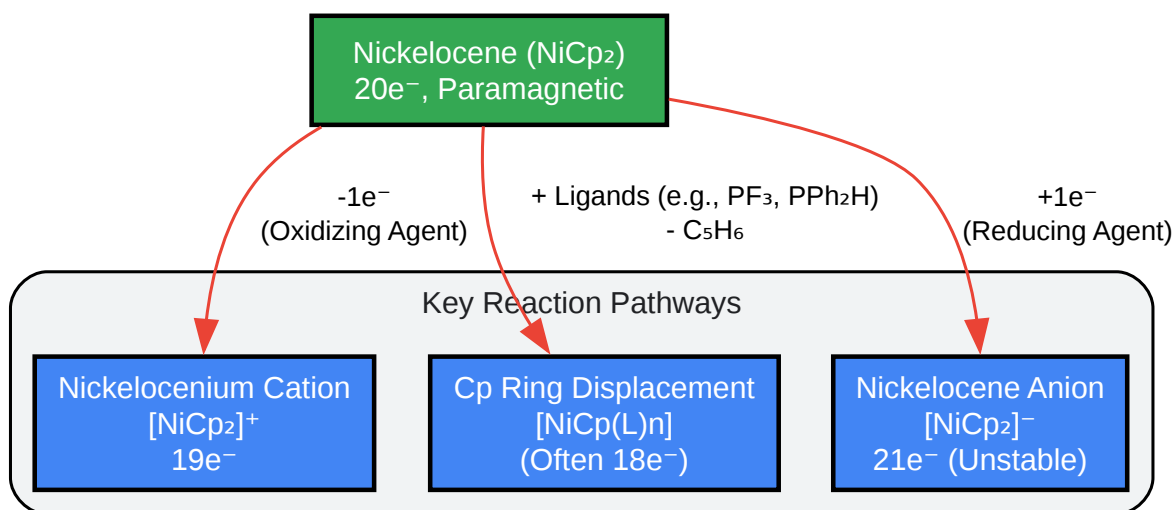 Nickelocene (NiCp₂)
20e⁻, Paramagnetic
-1e⁻
(Oxidizing Agent)
+ Ligands (e.g., PF₃, PPh₂H)
- C₅H₆
+1e⁻
(Reducing Agent)
Key Reaction Pathways
Nickelocenium Cation
[NiCp₂]⁺
19e⁻
Cp Ring Displacement
[NiCp(L)n]
(Often 18e⁻)
Nickelocene Anion
[NiCp₂]⁻
21e⁻ (Unstable)